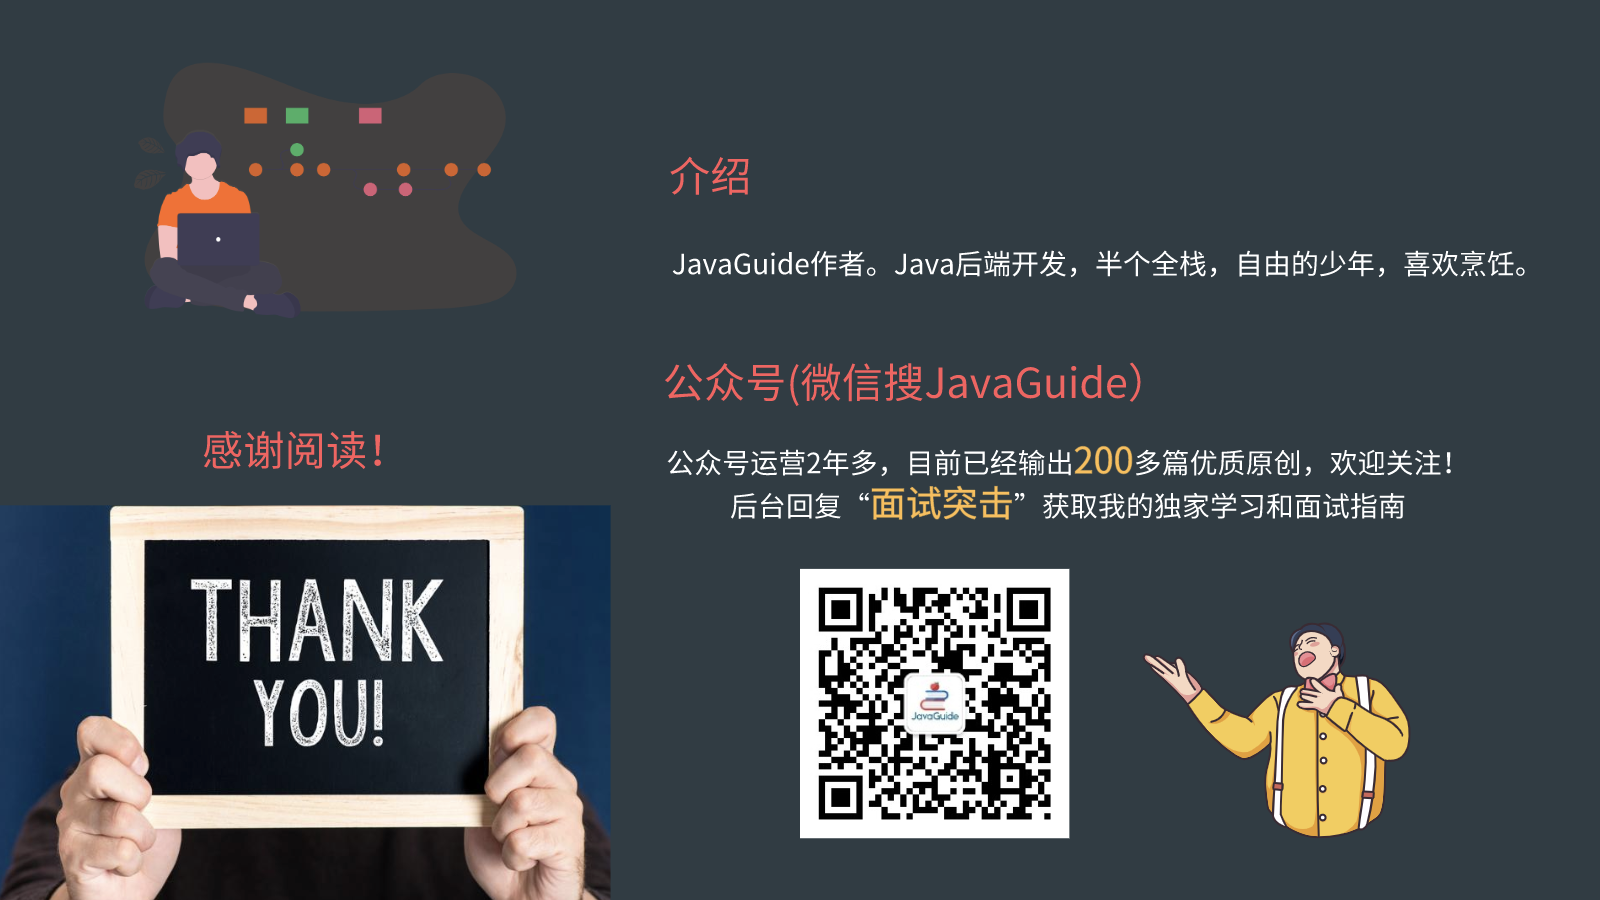 介绍
JavaGuide作者。Java后端开发，半个全栈，自由的少年，喜欢烹饪。
公众号(微信搜JavaGuide）
公众号运营2年多，目前已经输出200多篇优质原创，欢迎关注！
后台回复“面试突击”获取我的独家学习和面试指南
JavaGuide
感谢阅读！
THANK
YOU!